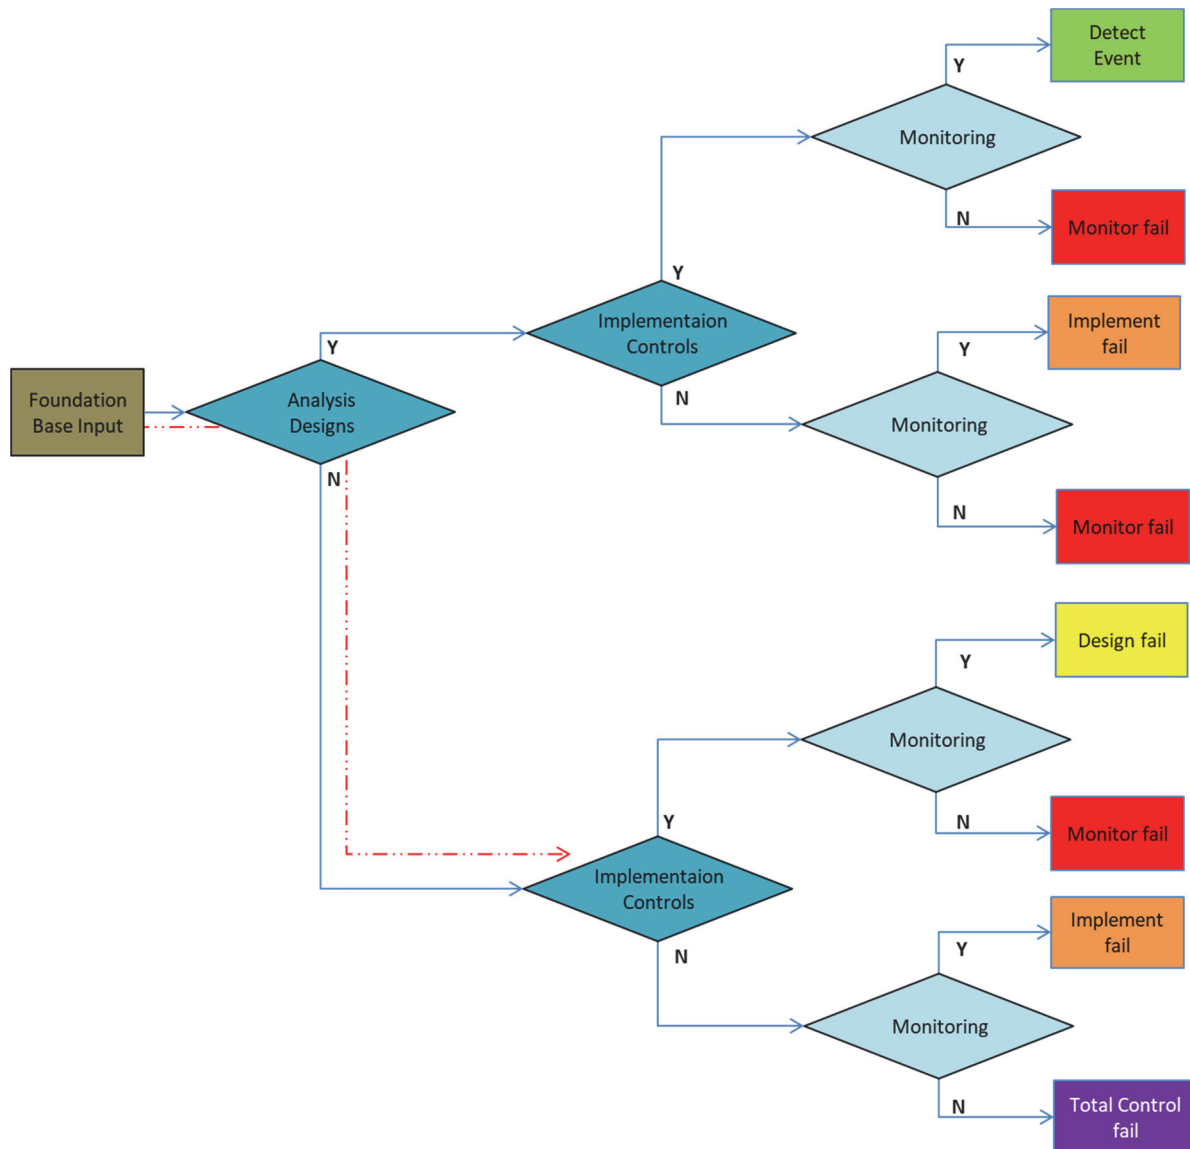 Detect
Event
Y
Monitoring
N
Monitor fail
Y
Implementaion
Controls
N
Implement
fail
Y
Monitoring
N
Monitor fail
Foundation
Base Input
Y
Analysis
Designs
N
Design fail
Y
Monitoring
N
Monitor fail
Y
Implementaion
Controls
N
Implement
fail
Y
Monitoring
N
Total Control
fail